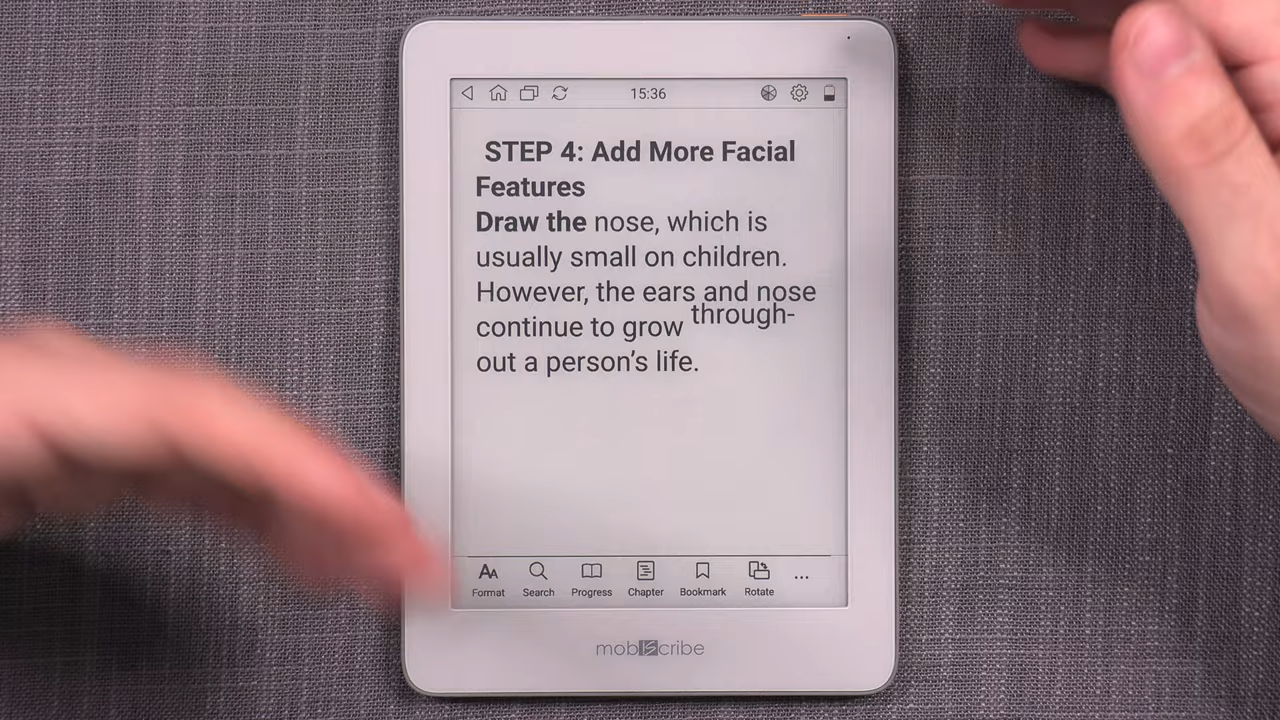 15:36
STEP 4: Add More Facial
Features
Draw the nose, which is
usually small on children.
However, the ears and nose
continue to grow through-
out a person’s life.
Format Search Progress Chapter Bookmark Rotate ...
mobiscribe